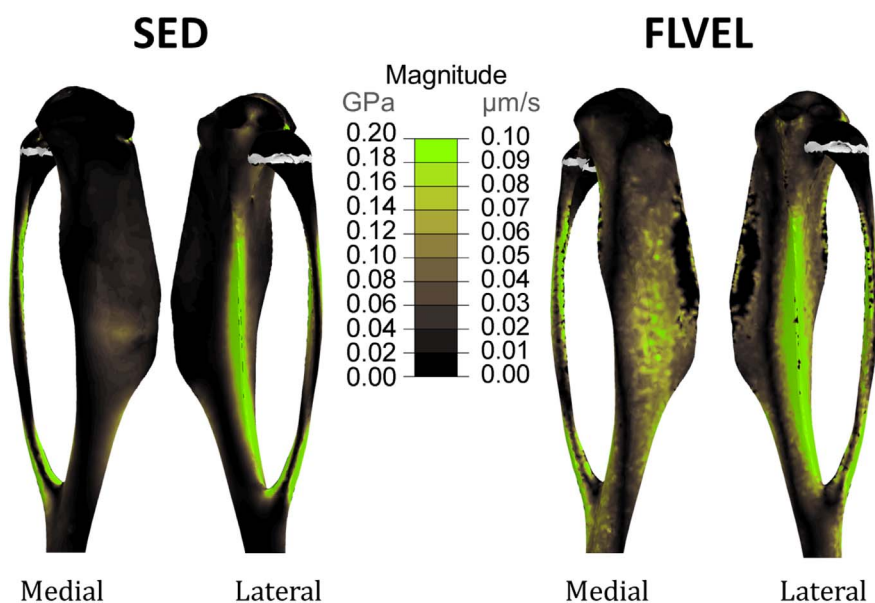 SED
FLVEL
Magnitude
GPa μm/s
0.20 0.10
0.18 0.09
0.16 0.08
0.14 0.07
0.12 0.06
0.10 0.05
0.08 0.04
0.06 0.03
0.04 0.02
0.02 0.01
0.00 0.00
Medial Lateral Medial Lateral